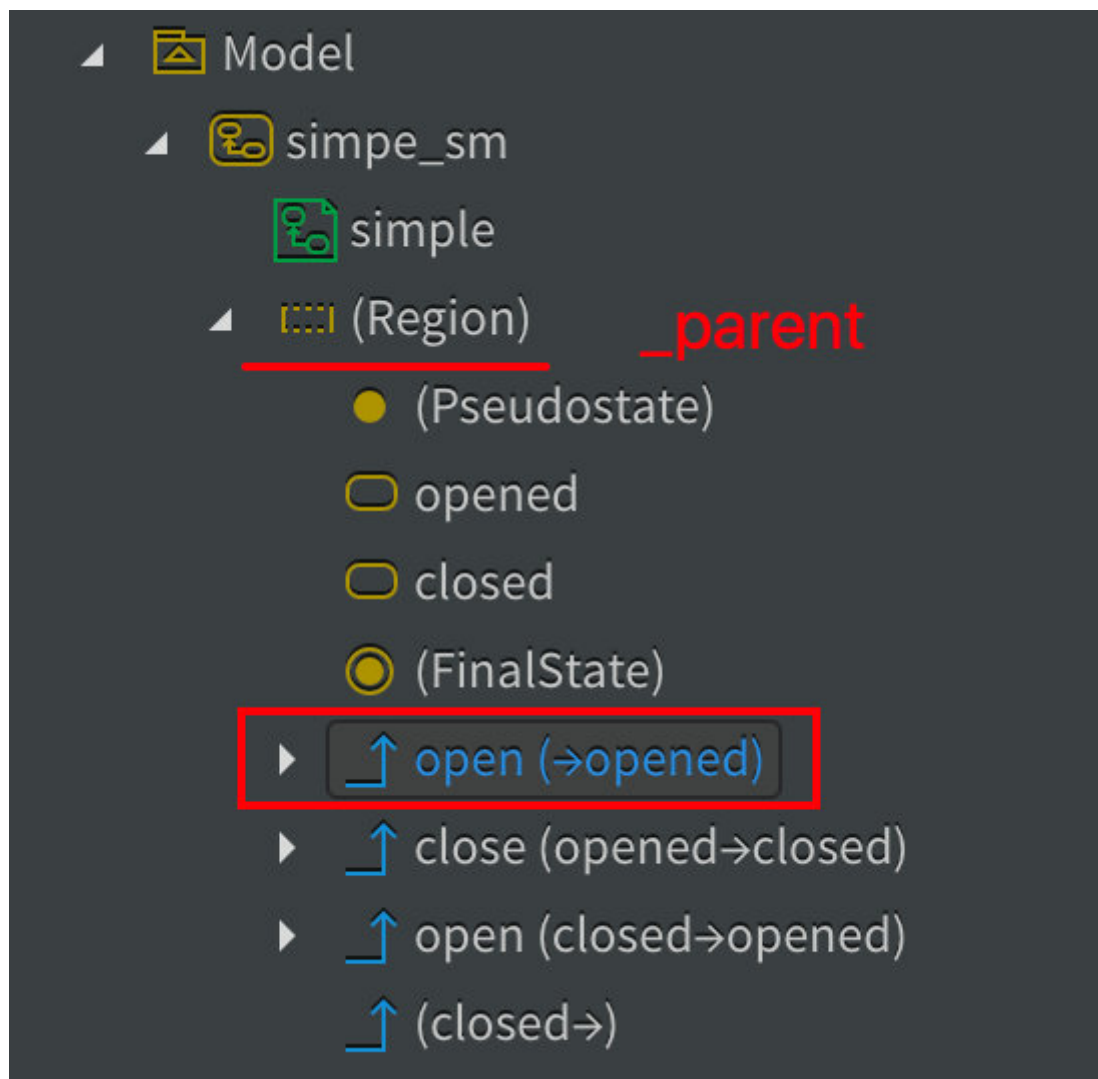 Model
simpe_sm
simple
(Region) _parent
(Pseudostate)
opened
closed
(FinalState)
open (→opened)
close (opened→closed)
open (closed→opened)
(closed→)